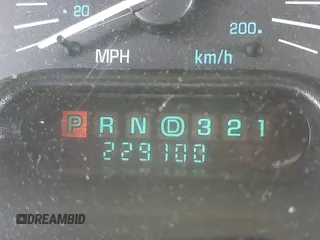 20 200
MPH km/h
P R N D 3 2 1
229100
DREAMBID